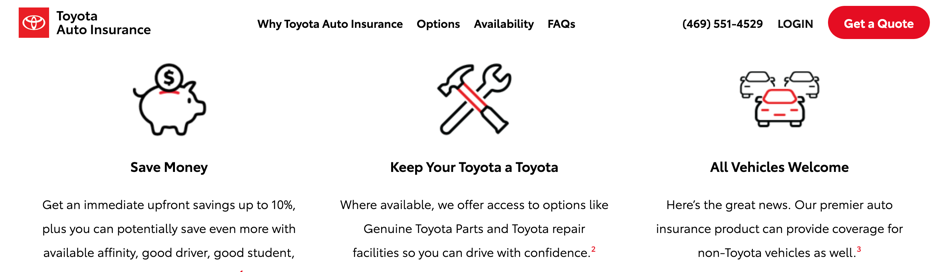 Toyota
Auto Insurance
Why Toyota Auto Insurance Options Availability FAQs
(469) 551-4529 LOGIN Get a Quote
$
Save Money
Get an immediate upfront savings up to 10%,
plus you can potentially save even more with
available affinity, good driver, good student,
Keep Your Toyota a Toyota
Where available, we offer access to options like
Genuine Toyota Parts and Toyota repair
facilities so you can drive with confidence.2
All Vehicles Welcome
Here's the great news. Our premier auto
insurance product can provide coverage for
non-Toyota vehicles as well.3